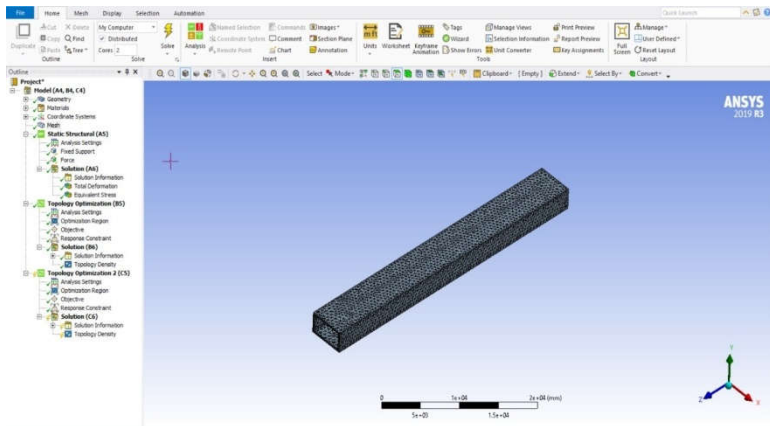 File Home Mesh Display Selection Automation Quick Search
Duplicate Cut Copy Paste Delete Find Tree Outline
My Computer Distributed Cores 2 Solve Solve
Analysis Named Selection Coordinate System Remote Point Commands Comment Chart Images Section Plane Annotation Insert
Units Worksheet Keyframe Animation Tags Wizard Show Errors Manage Views Selection Information Unit Converter Print Preview Report Preview Key Assignments Tools
Full Screen Manage User Defined Reset Layout Layout
Select Mode Clipboard [Empty] Extend Select By Convert
Outline
Project*
Model (A4, B4, C4)
Geometry
Materials
Coordinate Systems
Mesh
Static Structural (A5)
Analysis Settings
Fixed Support
Force
Solution (A6)
Solution Information
Total Deformation
Equivalent Stress
Topology Optimization (B5)
Analysis Settings
Optimization Region
Objective
Response Constraint
Solution (B6)
Solution Information
Topology Density
Topology Optimization 2 (C5)
Analysis Settings
Optimization Region
Objective
Response Constraint
Solution (C6)
Solution Information
Topology Density
ANSYS
2019 R3
0 1e+04 2e+04 (mm)
5e+03 1.5e+04
Y
Z X